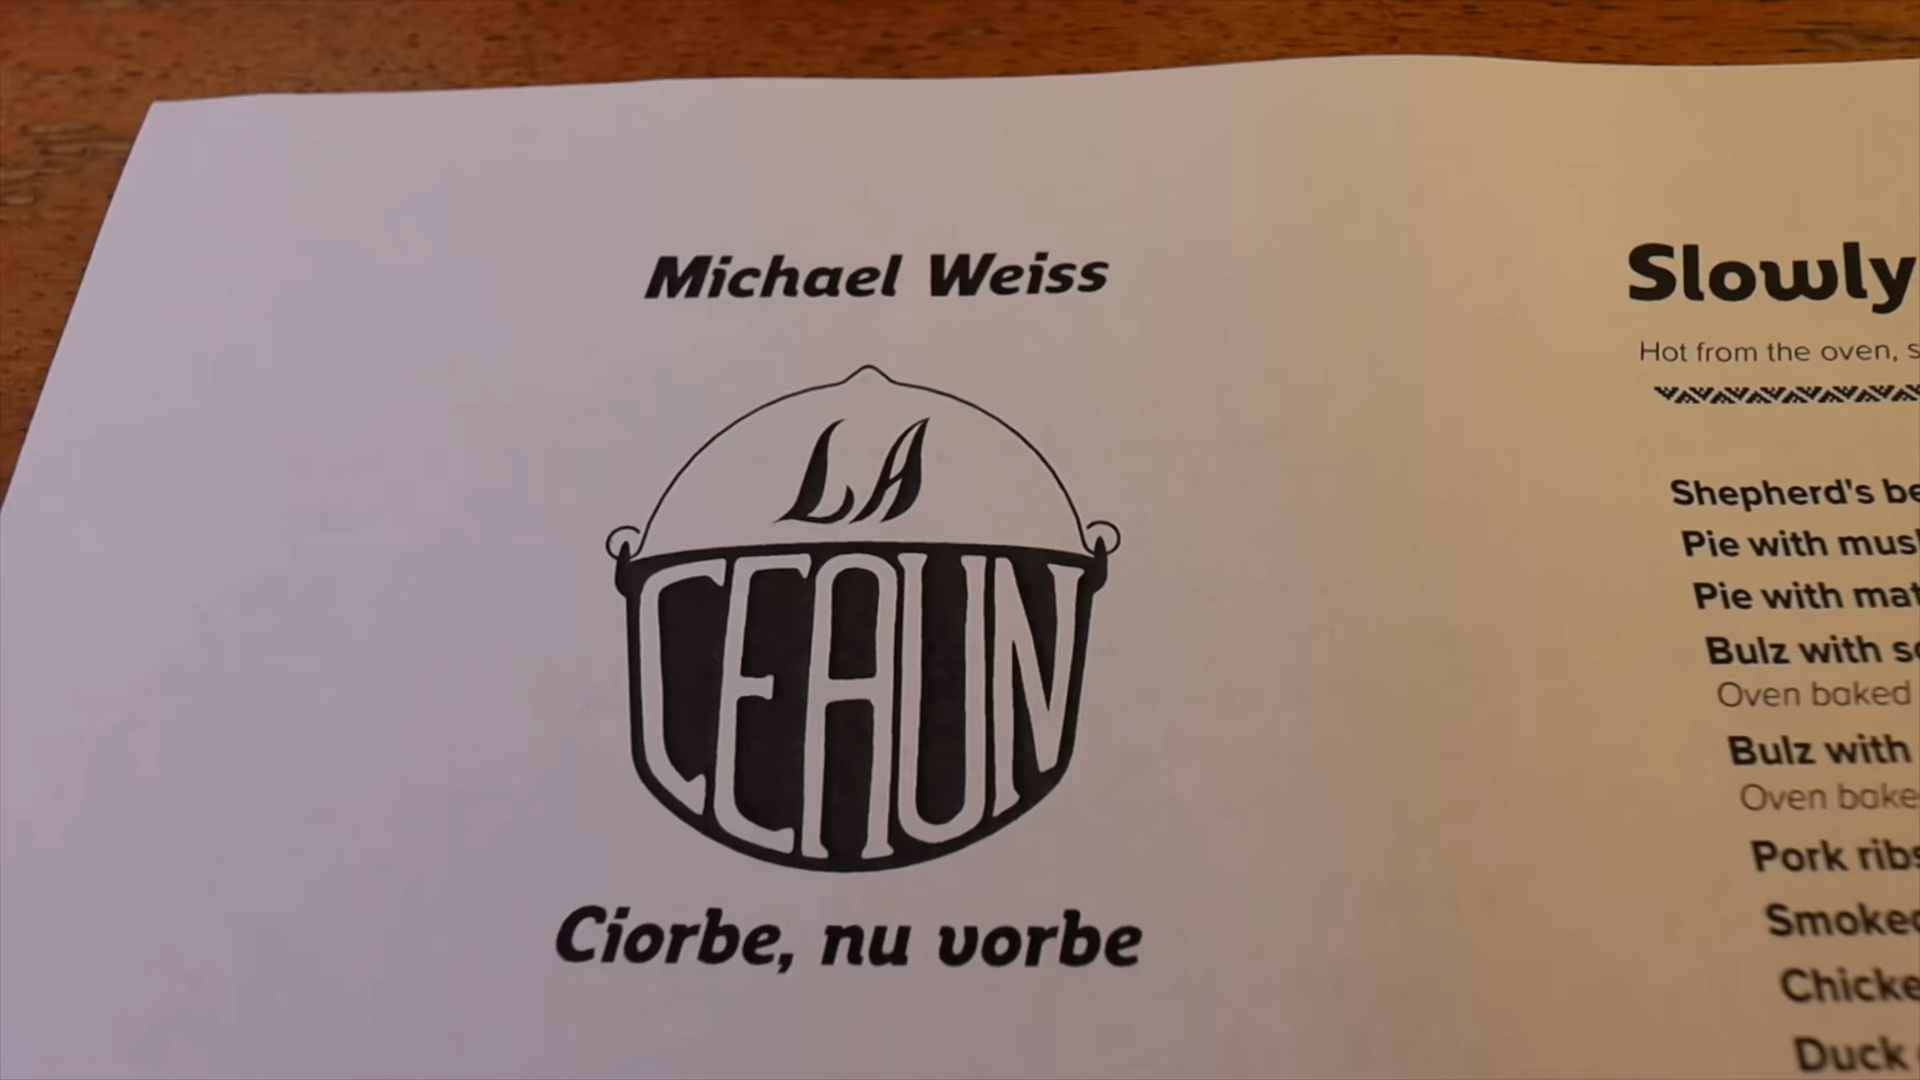 Michael Weiss
LA
CEAUN
Ciorbe, nu vorbe
Slowly
Hot from the oven,
Shepherd's
Pie with
Pie with
Bulz with
Oven baked
Bulz with
Oven
Pork
Duck